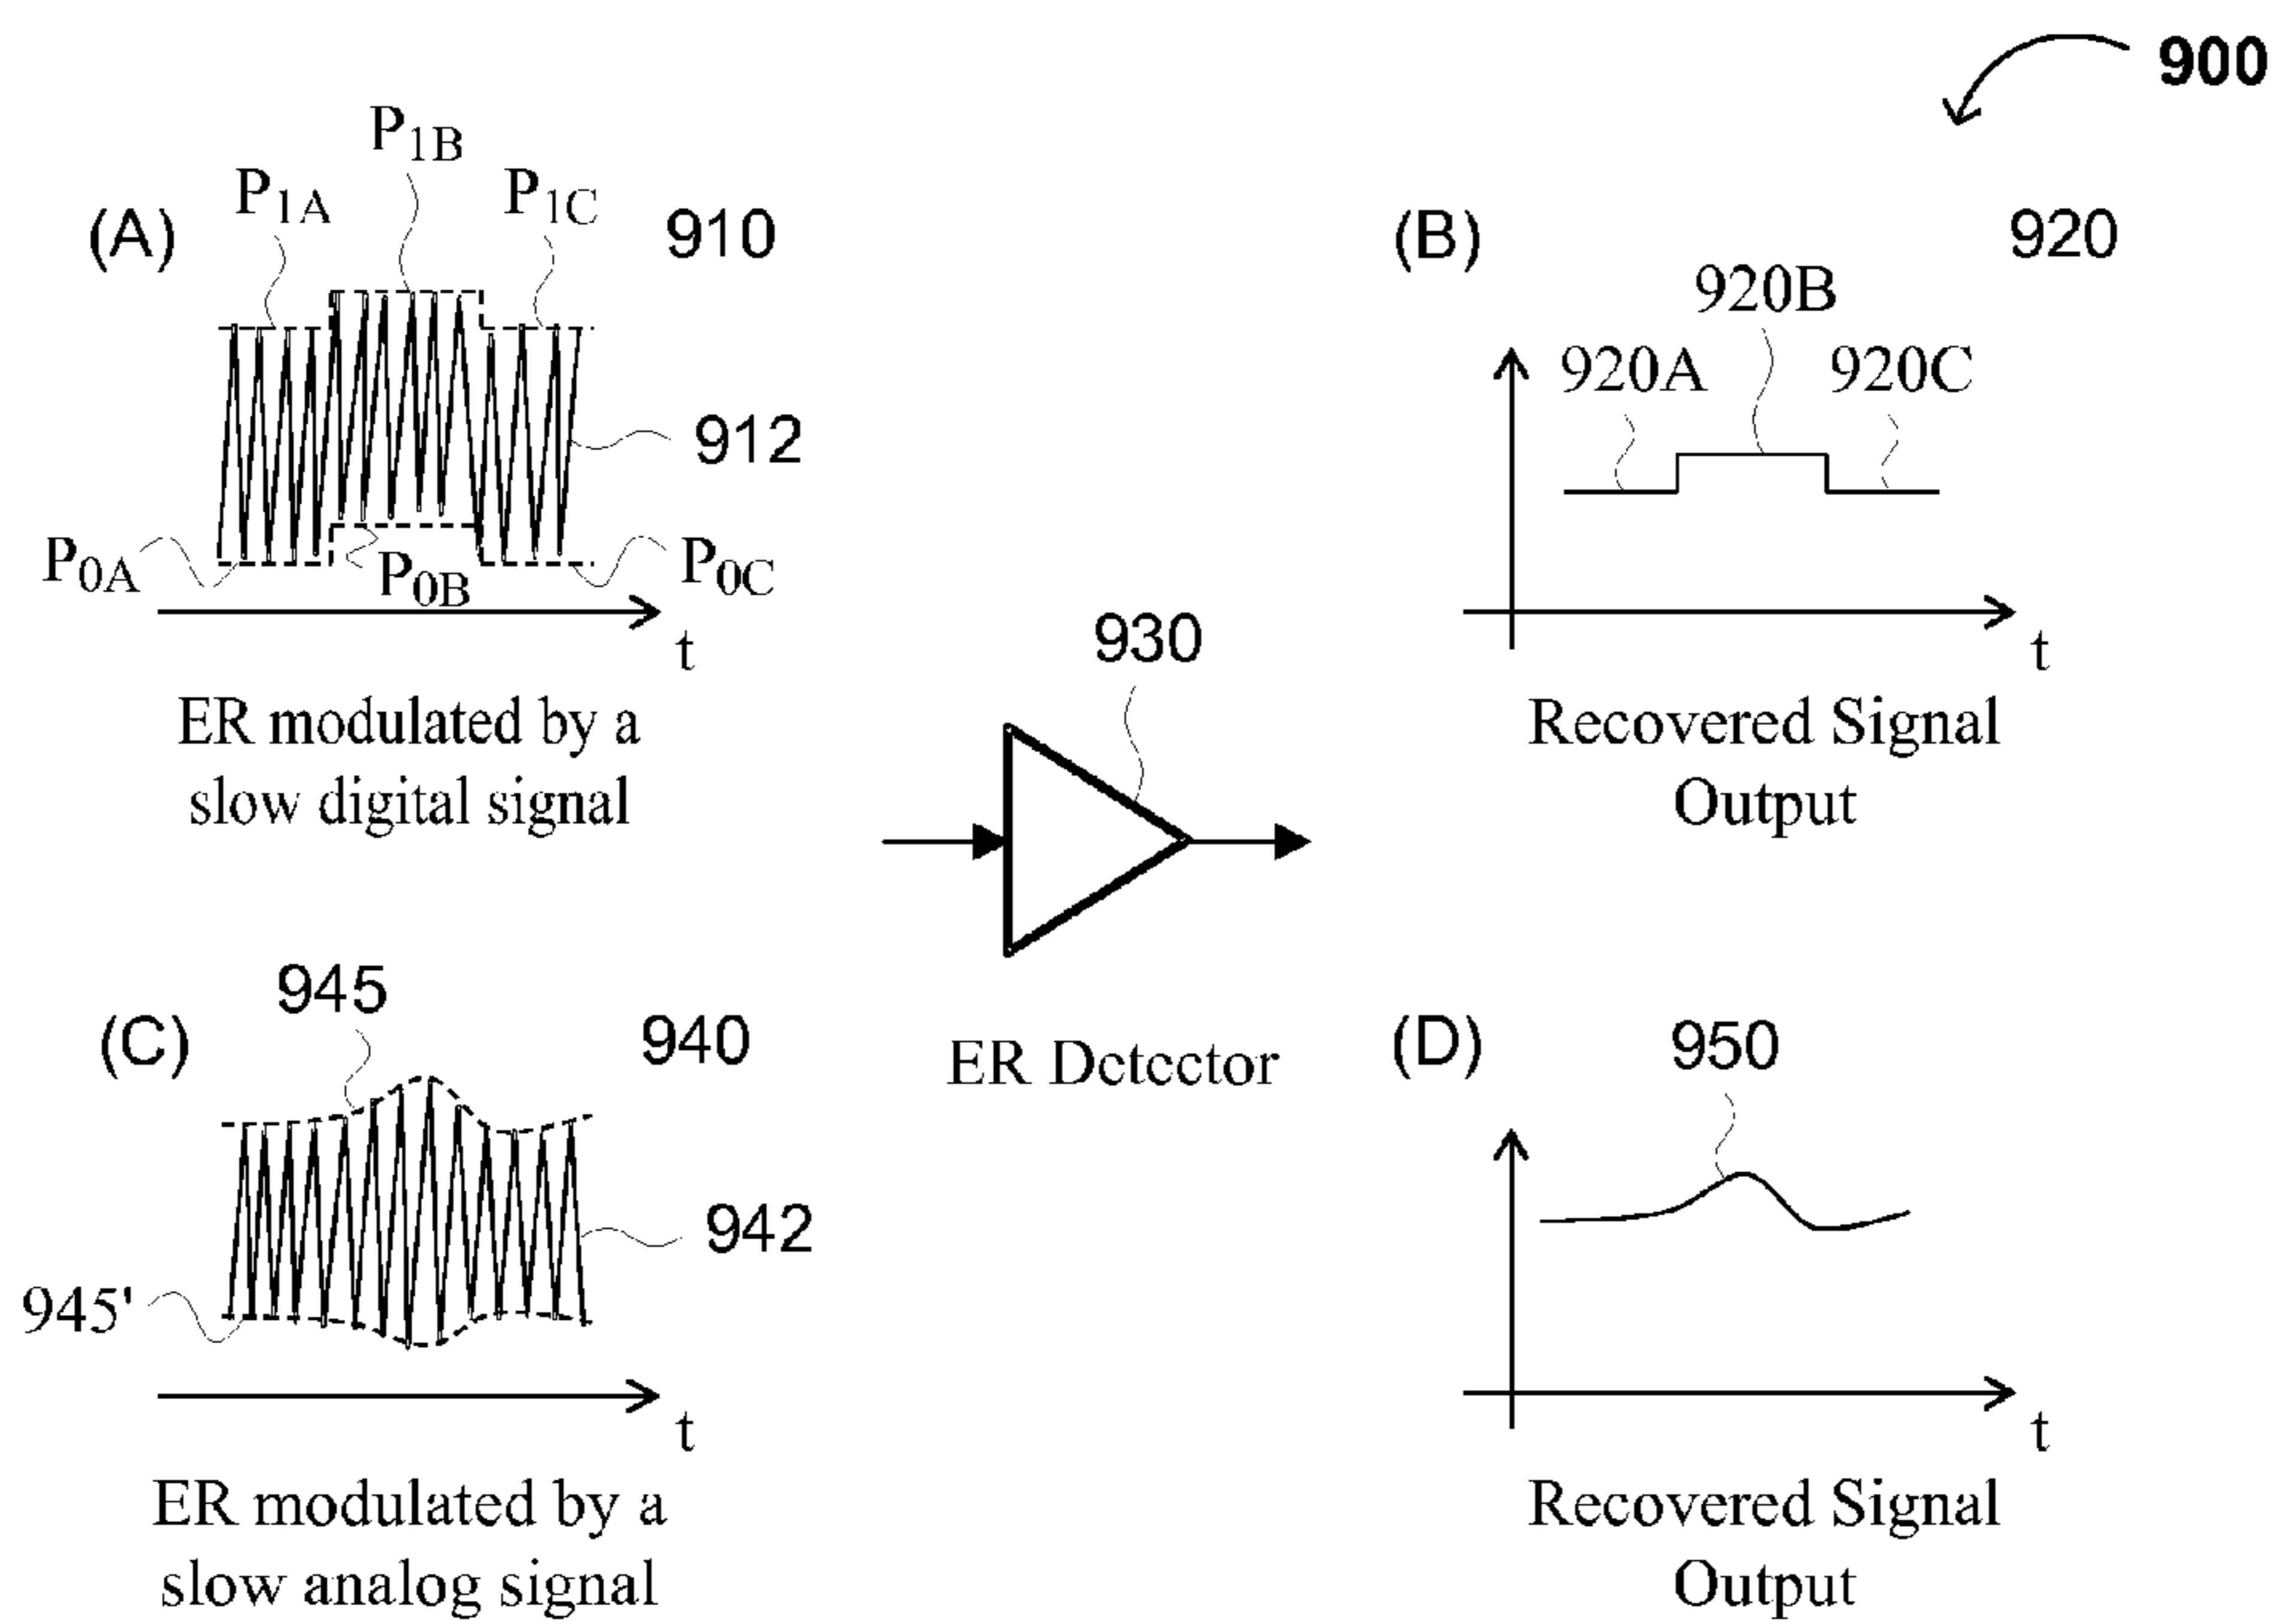 900
(A)
P1A
P1B
P1C
910
912
P0A
P0B
P0C
t
ER modulated by a
slow digital signal
(B)
920
920A
920B
920C
t
Recovered Signal
Output
930
ER Detector
(C)
945
940
942
945'
t
ER modulated by a
slow analog signal
(D)
950
t
Recovered Signal
Output